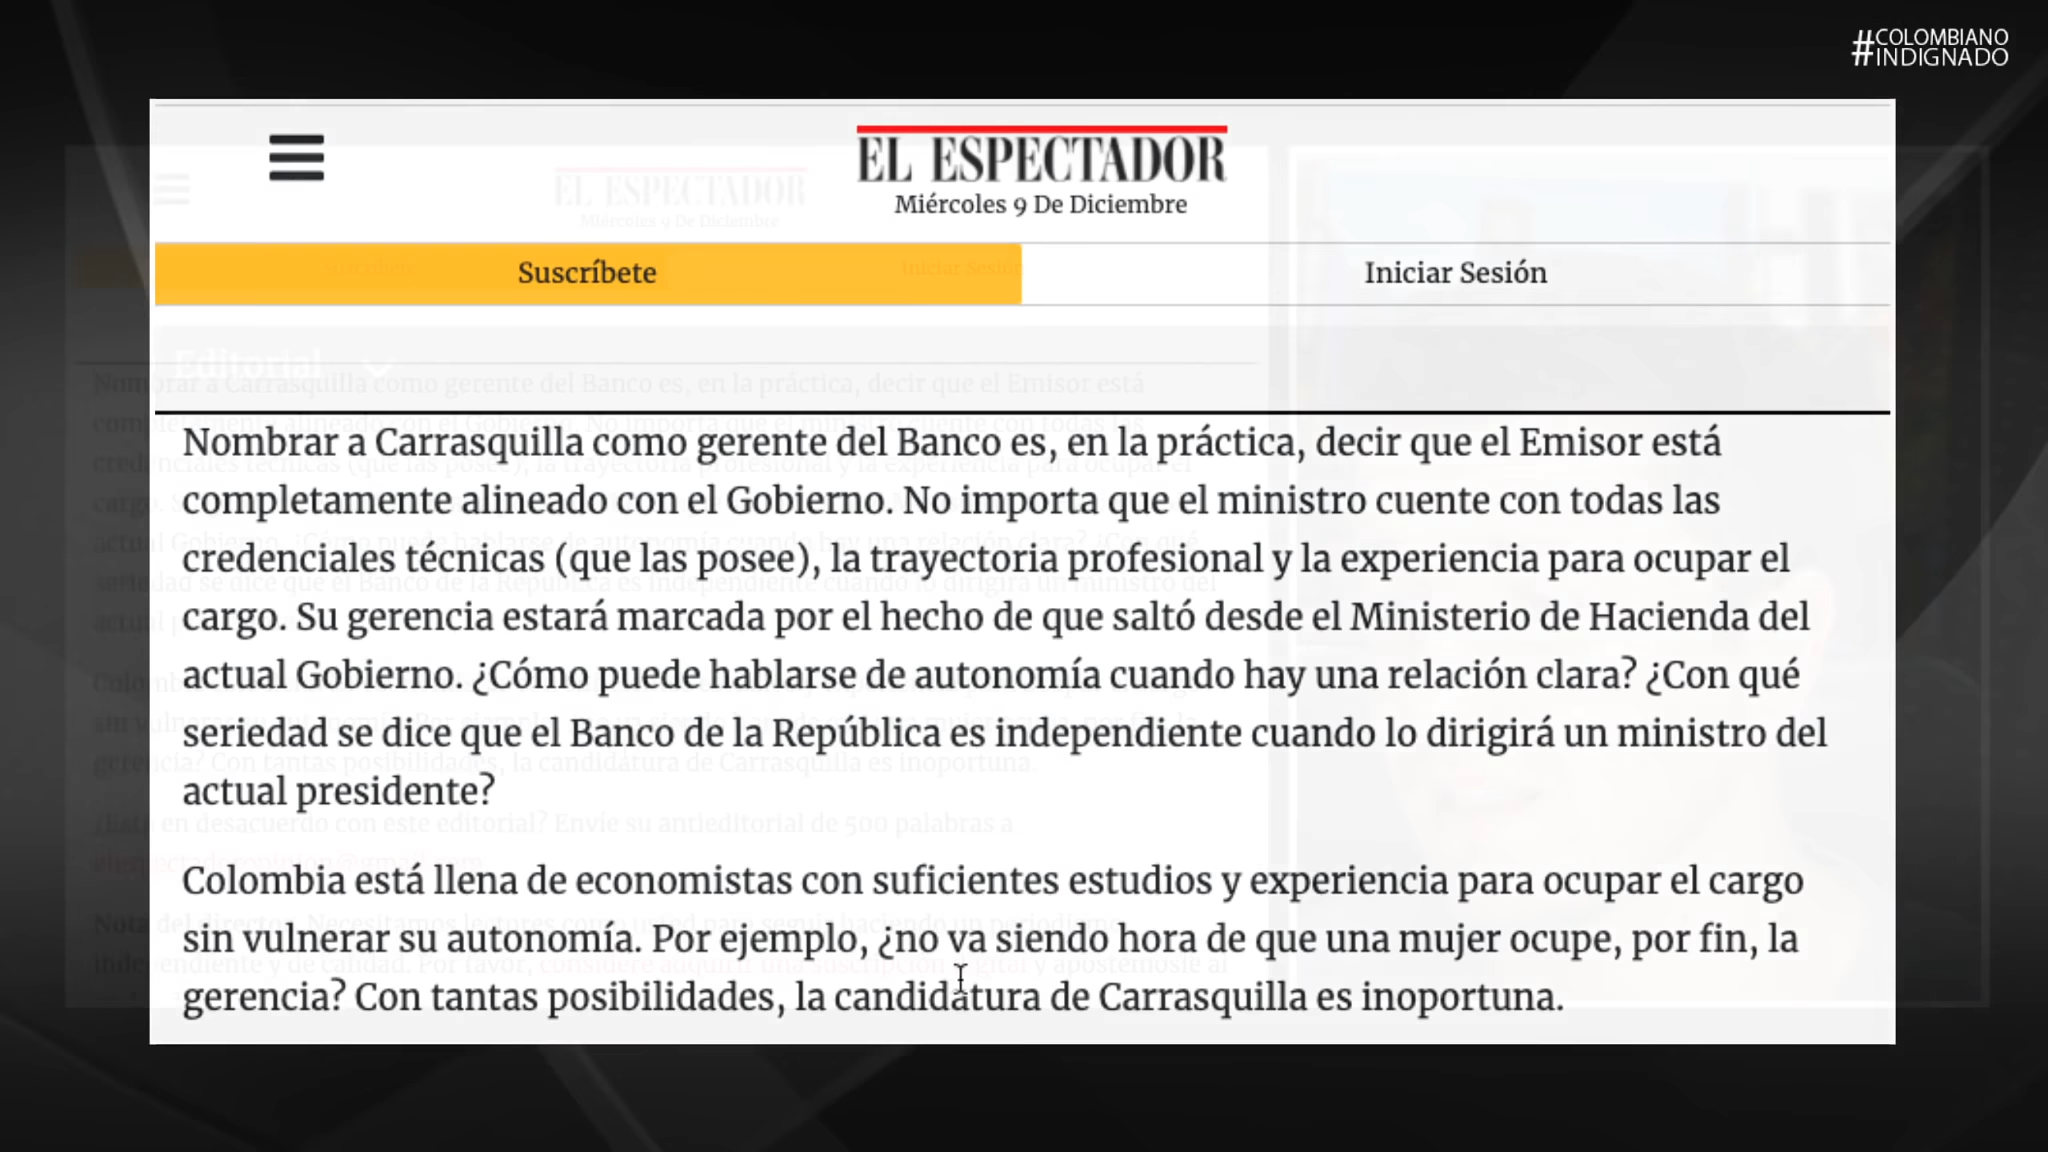 #COLOMBIANO
INDIGNADO
EL ESPECTADOR
Miércoles 9 De Diciembre
Suscríbete
Iniciar Sesión
Editorial
Nombrar a Carrasquilla como gerente del Banco es, en la práctica, decir que el Emisor está
completamente alineado con el Gobierno. No importa que el ministro cuente con todas las
credenciales técnicas (que las posee), la trayectoria profesional y la experiencia para ocupar el
cargo. Su gerencia estará marcada por el hecho de que saltó desde el Ministerio de Hacienda del
actual Gobierno. ¿Cómo puede hablarse de autonomía cuando hay una relación clara? ¿Con qué
seriedad se dice que el Banco de la República es independiente cuando lo dirigirá un ministro del
actual presidente?
Colombia está llena de economistas con suficientes estudios y experiencia para ocupar el cargo
sin vulnerar su autonomía. Por ejemplo, ¿no va siendo hora de que una mujer ocupe, por fin, la
gerencia? Con tantas posibilidades, la candidatura de Carrasquilla es inoportuna.